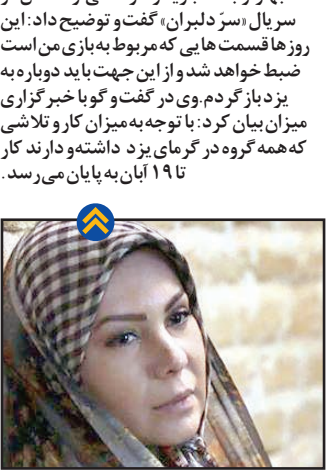 سریال «سرّ دلبران» گفت و توضیح داد: این
روزها قسمت هایی که مربوط به بازی من است
ضبط خواهد شد و از این جهت باید دوباره به
یزد باز گردم. وی در گفت و گو با خبر گزاری
میزان بیان کرد: با توجه به میزان کار و تلاشی
که همه گروه در گرمای یزد داشته و دارند کار
تا ۱۹ آبان به پایان می رسد.